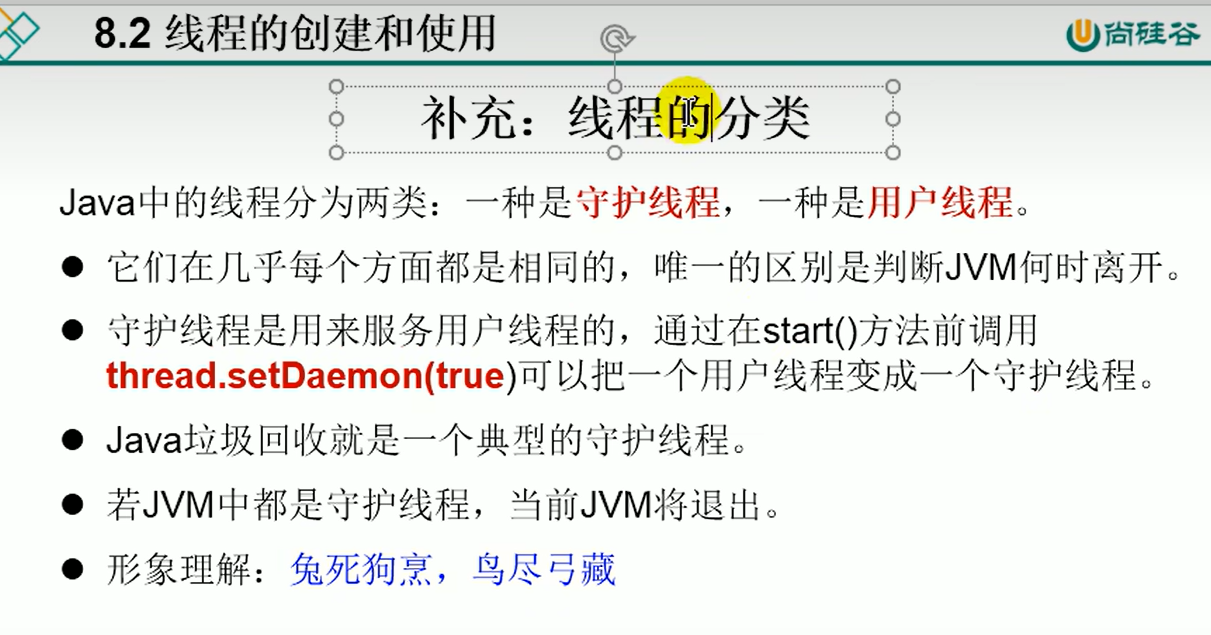 8.2 线程的创建和使用
尚硅谷
补充：线程的分类
Java中的线程分为两类：一种是守护线程，一种是用户线程。
● 它们在几乎每个方面都是相同的，唯一的区别是判断JVM何时离开。
● 守护线程是用来服务用户线程的，通过在start()方法前调用
thread.setDaemon(true)可以把一个用户线程变成一个守护线程。
● Java垃圾回收就是一个典型的守护线程。
● 若JVM中都是守护线程，当前JVM将退出。
● 形象理解：兔死狗烹，鸟尽弓藏